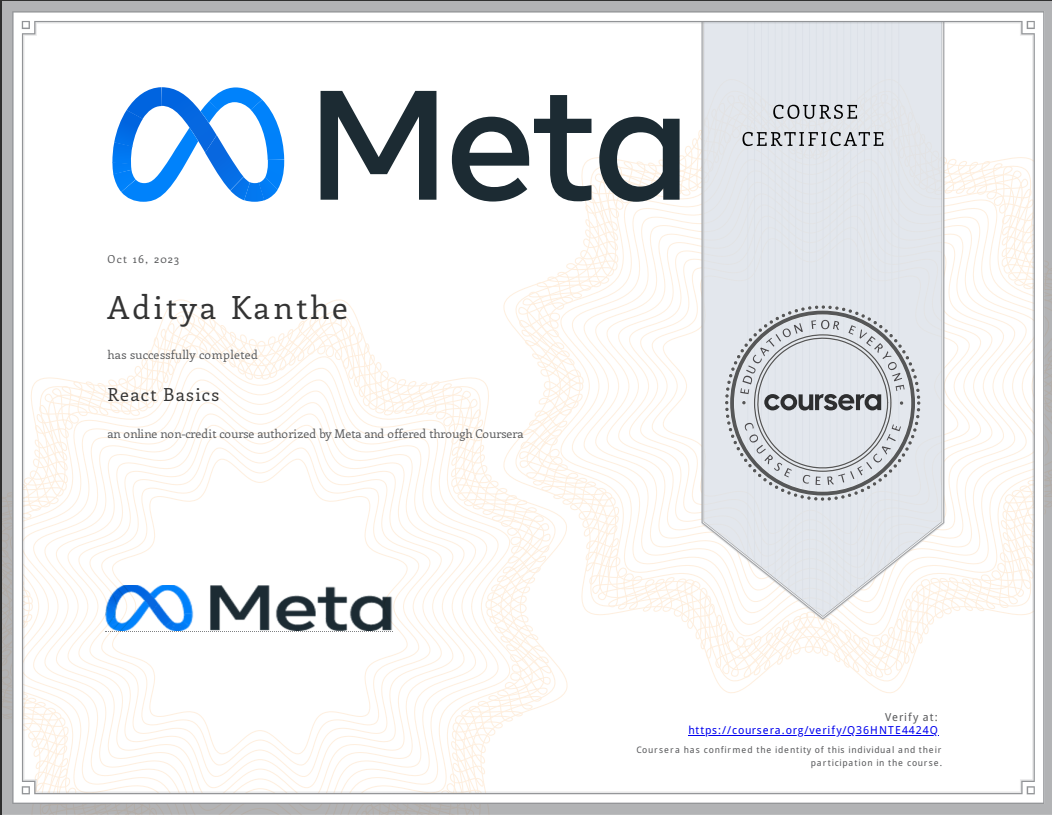 Meta
COURSE
CERTIFICATE
Oct 16, 2023
Aditya Kanthe
has successfully completed
React Basics
an online non-credit course authorized by Meta and offered through Coursera
EDUCATION FOR EVERYONE
coursera
COURSE CERTIFICATE
Meta
Verify at:
https://coursera.org/verify/Q36HNTE4424Q
Coursera has confirmed the identity of this individual and their
participation in the course.